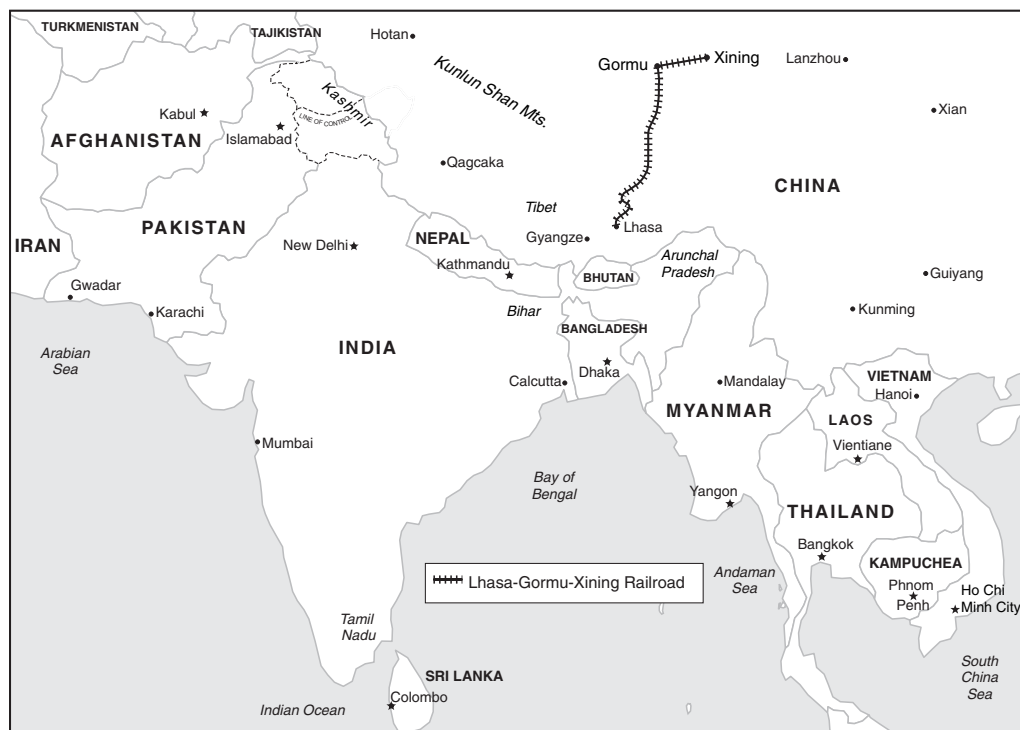 TURKMENISTAN
TAJIKISTAN
Hotan
Kunlun Shan Mts.
Gormu
Xining
Lanzhou
Kashmir
LINE OF CONTROL
Kabul
Islamabad
AFGHANISTAN
Xian
Qagcaka
CHINA
Tibet
PAKISTAN
IRAN
New Delhi
NEPAL
Kathmandu
Gyangze
Lhasa
BHUTAN
Arunchal
Pradesh
Gwadar
Karachi
Guiyang
Kunming
Bihar
BANGLADESH
Dhaka
INDIA
Arabian
Sea
Calcutta
Mandalay
MYANMAR
VIETNAM
Hanoi
LAOS
Vientiane
Mumbai
Bay of
Bengal
Yangon
THAILAND
Bangkok
KAMPUCHEA
Phnom
Penh
Ho Chi
Minh City
Lhasa-Gormu-Xining Railroad
Andaman
Sea
Tamil
Nadu
SRI LANKA
Colombo
Indian Ocean
South
China
Sea